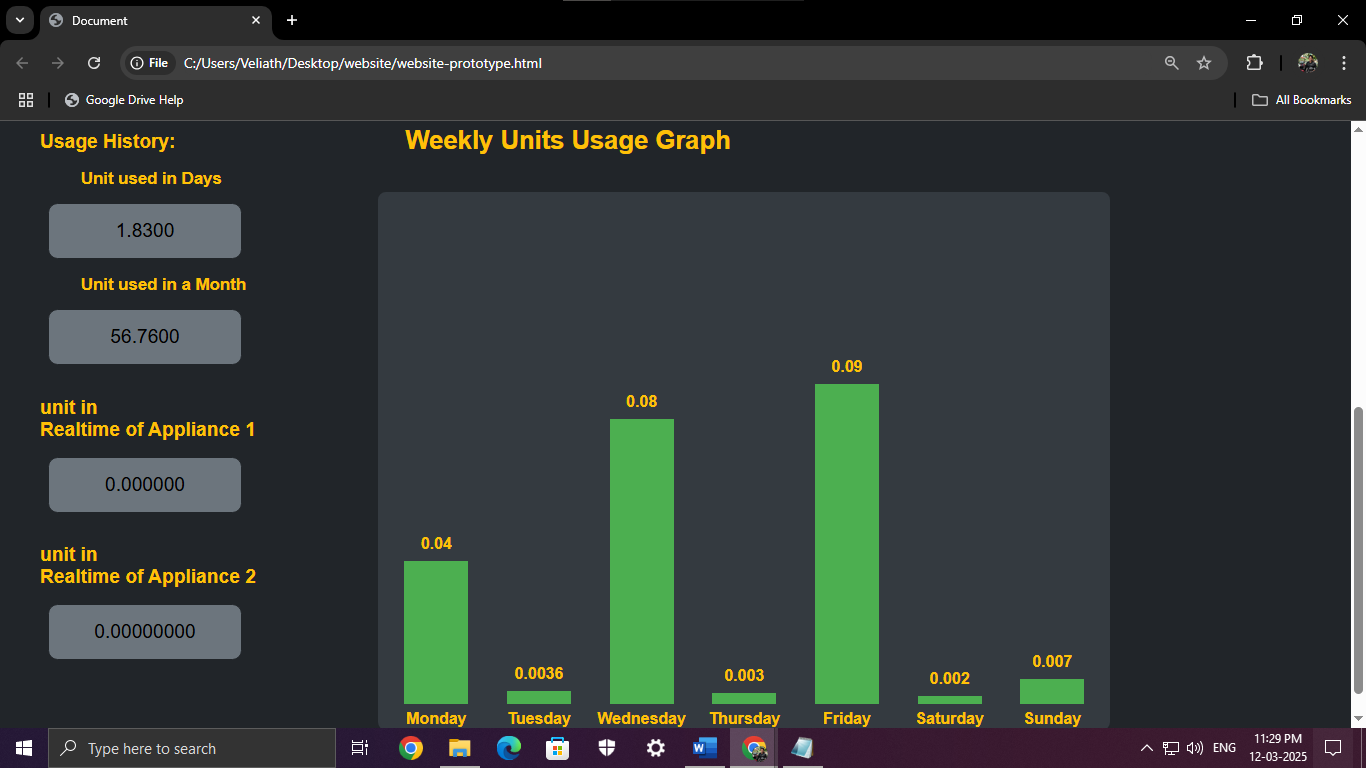 Document
File
C:/Users/Veliath/Desktop/website/website-prototype.html
Google Drive Help
All Bookmarks
Usage History:
Unit used in Days
1.8300
Unit used in a Month
56.7600
unit in
Realtime of Appliance 1
0.000000
unit in
Realtime of Appliance 2
0.00000000
Weekly Units Usage Graph
0.04
0.0036
0.08
0.003
0.09
0.002
0.007
Monday
Tuesday
Wednesday
Thursday
Friday
Saturday
Sunday
Type here to search
ENG
11:29 PM
12-03-2025